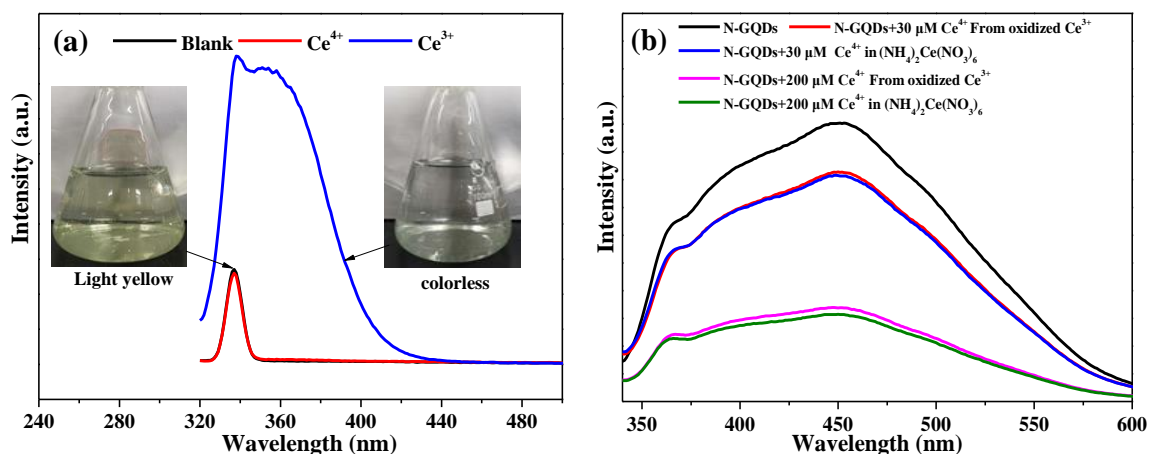 (a)
Blank Ce⁴⁺ Ce³⁺
Intensity (a.u.)
Light yellow
colorless
240 280 320 360 400 440 480
Wavelength (nm)
(b)
N-GQDs N-GQDs+30 μM Ce⁴⁺ From oxidized Ce³⁺
N-GQDs+30 μM Ce⁴⁺ in (NH₄)₂Ce(NO₃)₆
N-GQDs+200 μM Ce⁴⁺ From oxidized Ce³⁺
N-GQDs+200 μM Ce⁴⁺ in (NH₄)₂Ce(NO₃)₆
Intensity (a.u.)
350 400 450 500 550 600
Wavelength (nm)